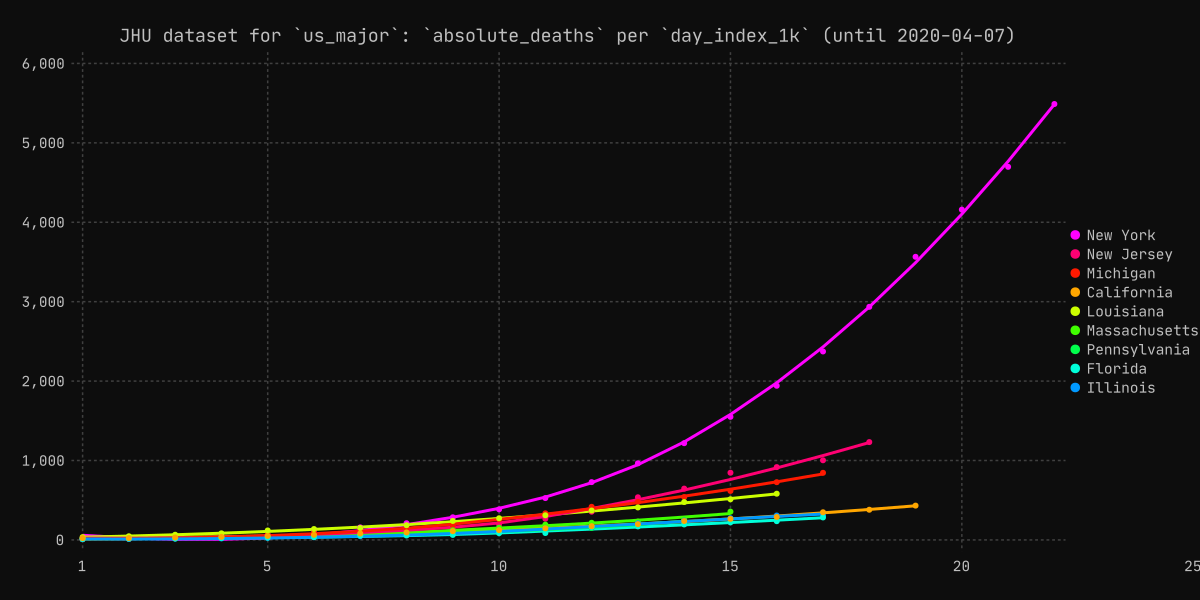 JHU dataset for `us_major`: `absolute_deaths` per `day_index_1k` (until 2020-04-07)
6,000
5,000
4,000
3,000
2,000
1,000
0
1 5 10 15 20 25
New York
New Jersey
Michigan
California
Louisiana
Massachusetts
Pennsylvania
Florida
Illinois